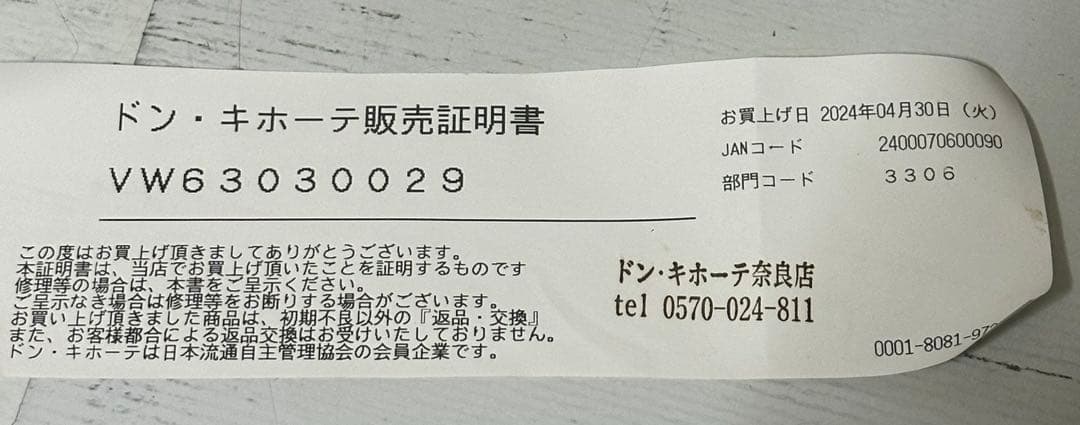 ドン・キホーテ販売証明書
VW63030029
お買上げ日 2024年04月30日（火）
JANコード 2400070600090
部門コード 3306
この度はお買上げ頂きましてありがとうございます。
本証明書は、当店でお買上げ頂いたことを証明するものです
修理等の場合は、本書をご呈示ください。
ご呈示なき場合は修理等をお断りする場合がございます。
お買い上げ頂きました商品は、初期不良以外の『返品・交換』
また、お客様都合による返品交換はお受けいたしておりません。
ドン・キホーテは日本流通自主管理協会の会員企業です。
ドン・キホーテ奈良店
tel 0570-024-811
0001-8081-97